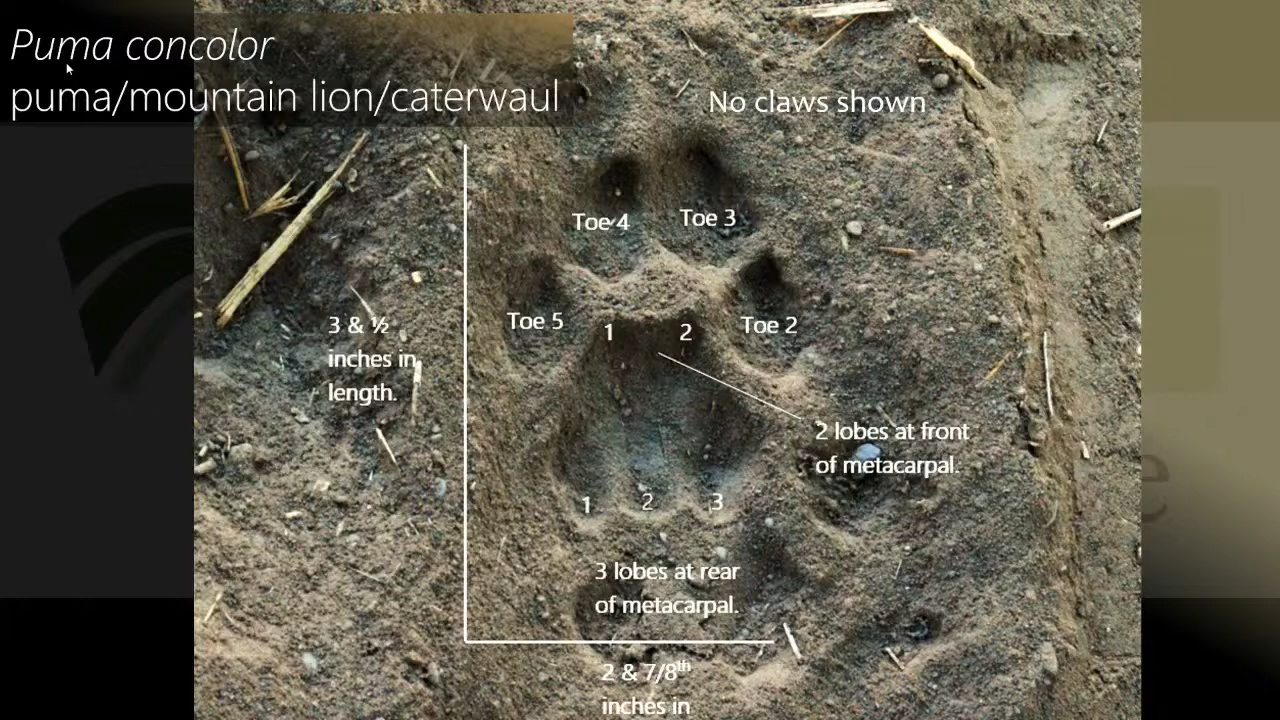 Puma concolor
puma/mountain lion/caterwaul
No claws shown
Toe 4
Toe 3
Toe 5
1
2
Toe 2
3 & ½
inches in
length.
2 lobes at front
of metacarpal.
1
2
3
3 lobes at rear
of metacarpal.
2 & 7/8th
inches in
e